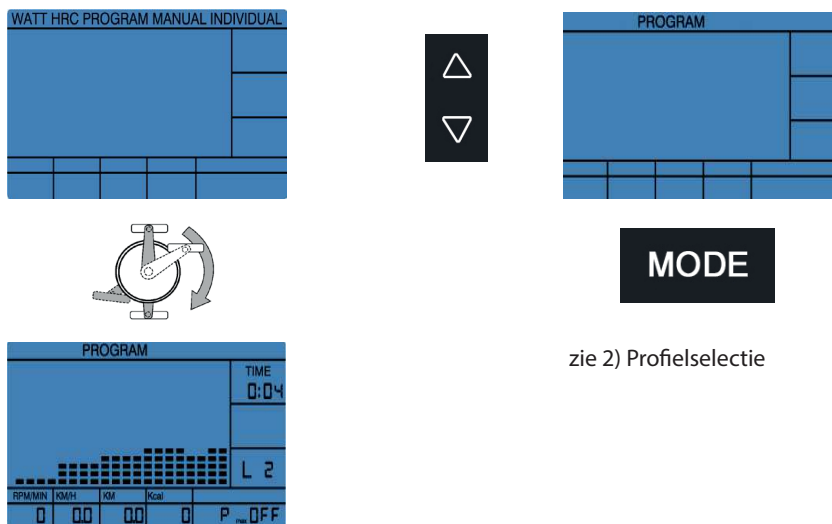 WATT HRC PROGRAM MANUAL INDIVIDUAL
PROGRAM
MODE
zie 2) Profielselectie
PROGRAM
TIME
0:04
L 2
RPM/MIN KM/H KM Kcal
0 0.0 0.0 0 P max. OFF